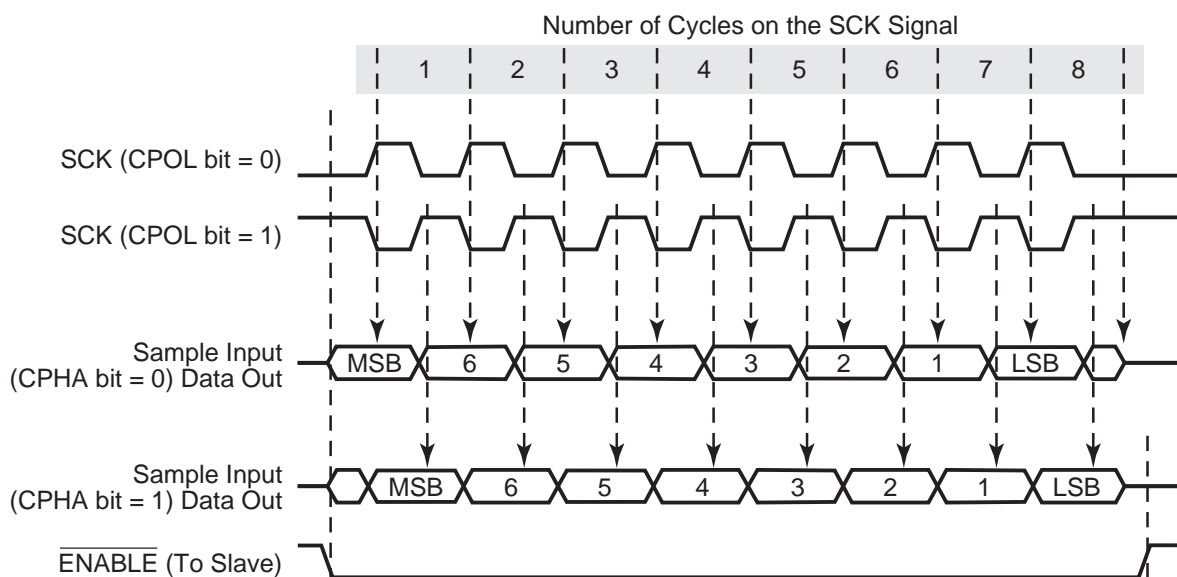 Number of Cycles on the SCK Signal
1 2 3 4 5 6 7 8
SCK (CPOL bit = 0)
SCK (CPOL bit = 1)
Sample Input
(CPHA bit = 0) Data Out
MSB 6 5 4 3 2 1 LSB
Sample Input
(CPHA bit = 1) Data Out
MSB 6 5 4 3 2 1 LSB
ENABLE (To Slave)